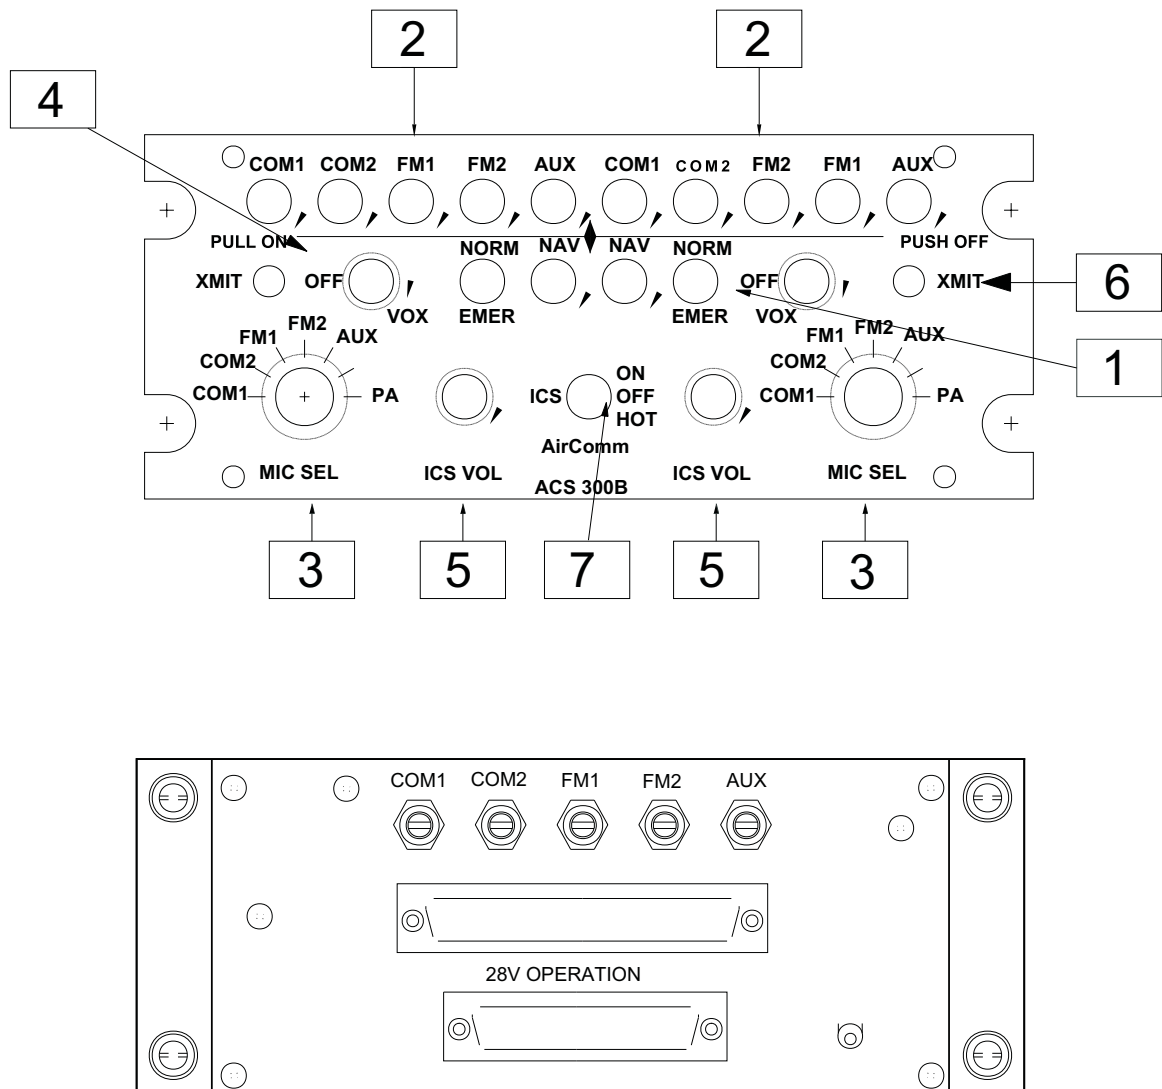 2 2
4
COM1 COM2 FM1 FM2 AUX COM1 COM2 FM2 FM1 AUX
PULL ON NORM NAV NAV NORM PUSH OFF
XMIT OFF OFF XMIT 6
VOX EMER EMER VOX
FM1 FM2 AUX FM1 FM2 AUX
COM2 COM2 1
COM1 PA ICS ON OFF HOT COM1 PA
AirComm
MIC SEL ICS VOL ICS VOL MIC SEL
ACS 300B
3 5 7 5 3
COM1 COM2 FM1 FM2 AUX
28V OPERATION